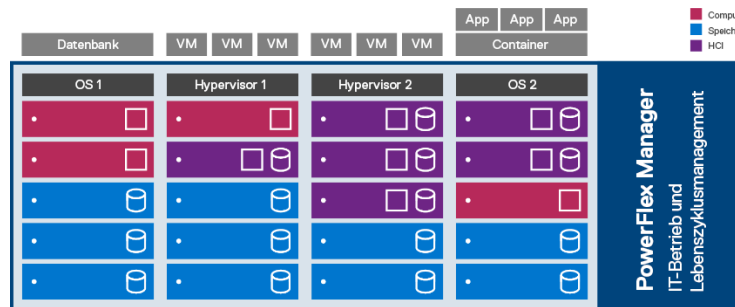 App App App
Datenbank VM VM VM VM VM VM Container
OS 1 Hypervisor 1 Hypervisor 2 OS 2
Compu
Speich
HCI
PowerFlex Manager
IT-Betrieb und
Lebenszyklusmanagement